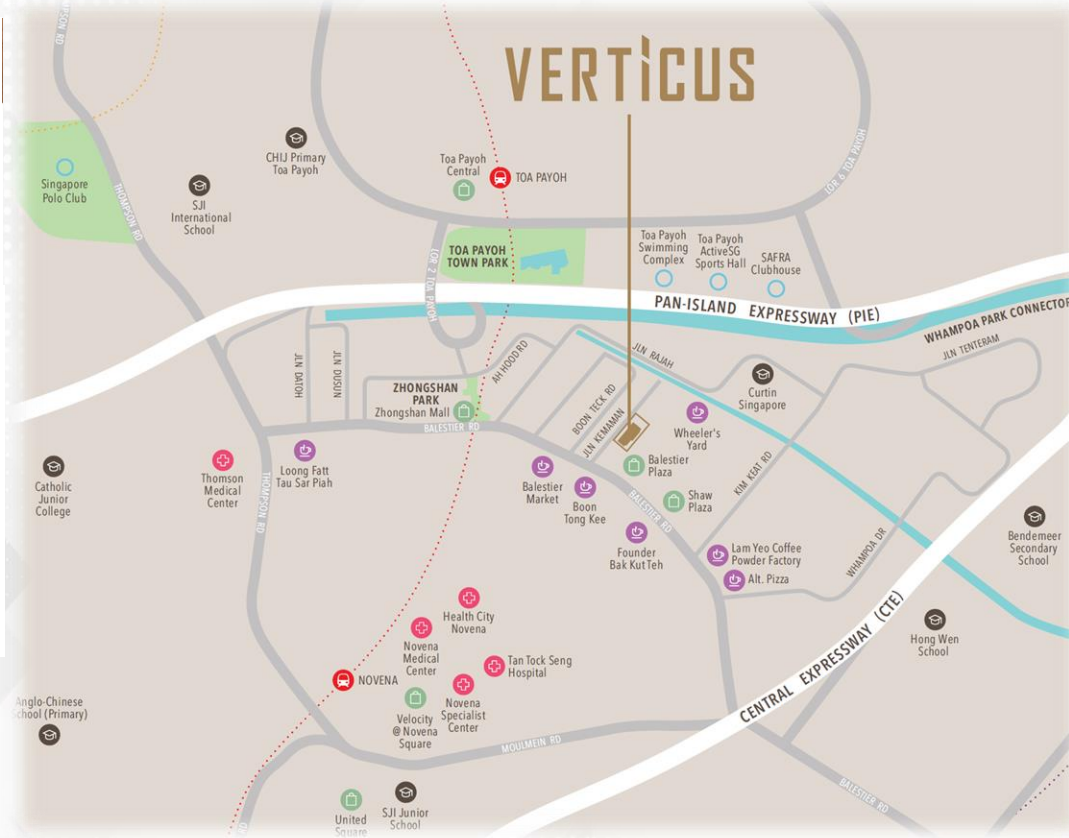 THOMPSON RD
VERTICUS
CHIJ Primary
Toa Payoh
Toa Payoh
Central
TOA PAYOH
Singapore
Polo Club
SJI
International
School
THOMPSON RD
LOR 6 TOA PAYOH
TOA PAYOH
TOWN PARK
LOR 2 TOA PAYOH
Toa Payoh
Swimming
Complex
Toa Payoh
ActiveSG
Sports Hall
SAFRA
Clubhouse
PAN-ISLAND EXPRESSWAY (PIE)
WHAMPOA PARK CONNECTOR
JLN TENTERAM
JLN DATOH
JLN DUSUN
AH HOOD RD
JLN RAJAH
ZHONGSHAN
PARK
Zhongshan Mall
BALESTIER RD
BOON TECK RD
JLN KEMAMAN
Curtin
Singapore
Wheeler's
Yard
KIM KEAT RD
Catholic
Junior
College
Thomson
Medical
Center
Loong Fatt
Tau Sar Piah
THOMPSON RD
Balestier
Market
Boon
Tong Kee
Balestier
Plaza
BALESTIER RD
Shaw
Plaza
Founder
Bak Kut Teh
Lam Yeo Coffee
Powder Factory
Alt. Pizza
WHAMPOA DR
Bendemeer
Secondary
School
Health City
Novena
Novena
Medical
Center
Tan Tock Seng
Hospital
CENTRAL EXPRESSWAY (CTE)
Hong Wen
School
NOVENA
Anglo-Chinese
School (Primary)
Velocity
@ Novena
Square
Novena
Specialist
Center
MOULMEIN RD
BALESTIER RD
United
Square
SJI Junior
School
RD